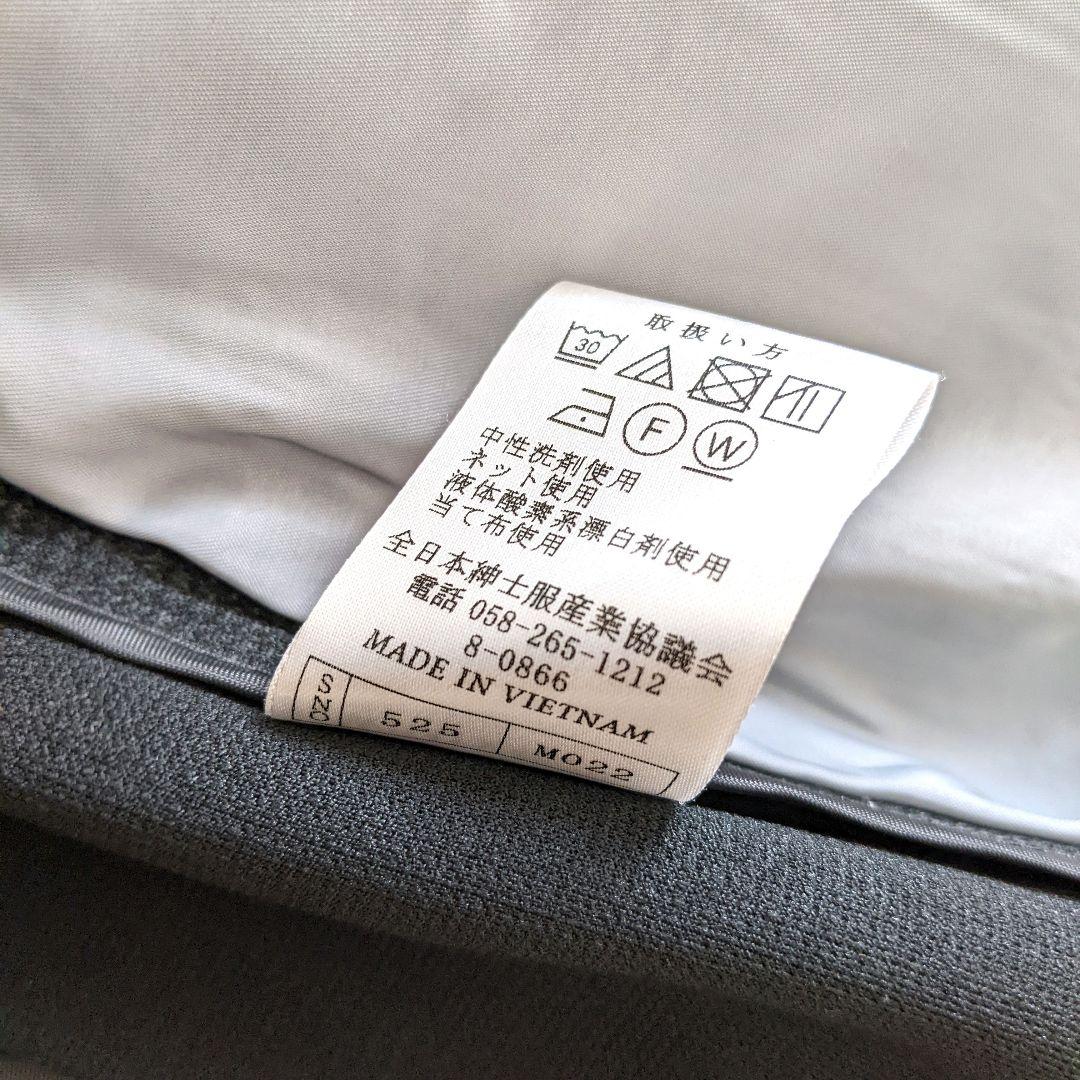 取扱い方
30
F W
中性洗剤使用
ネット使用
液体酸素系漂白剤使用
当て布使用
全日本紳士服産業協議会
電話 058-265-1212
8-0866
MADE IN VIETNAM
SNO 525 M022